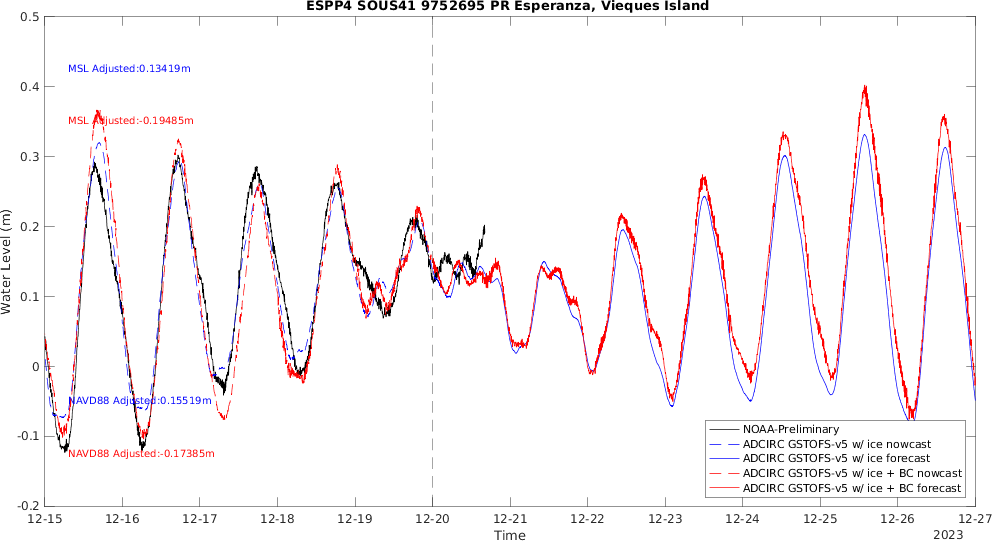 ESPP4 SOUS41 9752695 PR Esperanza, Vieques Island
0.5
0.4
0.3
0.2
0.1
0
-0.1
-0.2
Water Level (m)
MSL Adjusted:0.13419m
MSL Adjusted:-0.19485m
NAVD88 Adjusted:0.15519m
NAVD88 Adjusted:-0.17385m
NOAA-Preliminary
ADCIRC GSTOFS-v5 w/ ice nowcast
ADCIRC GSTOFS-v5 w/ ice forecast
ADCIRC GSTOFS-v5 w/ ice + BC nowcast
ADCIRC GSTOFS-v5 w/ ice + BC forecast
12-15 12-16 12-17 12-18 12-19 12-20 12-21 12-22 12-23 12-24 12-25 12-26 12-27
Time
2023